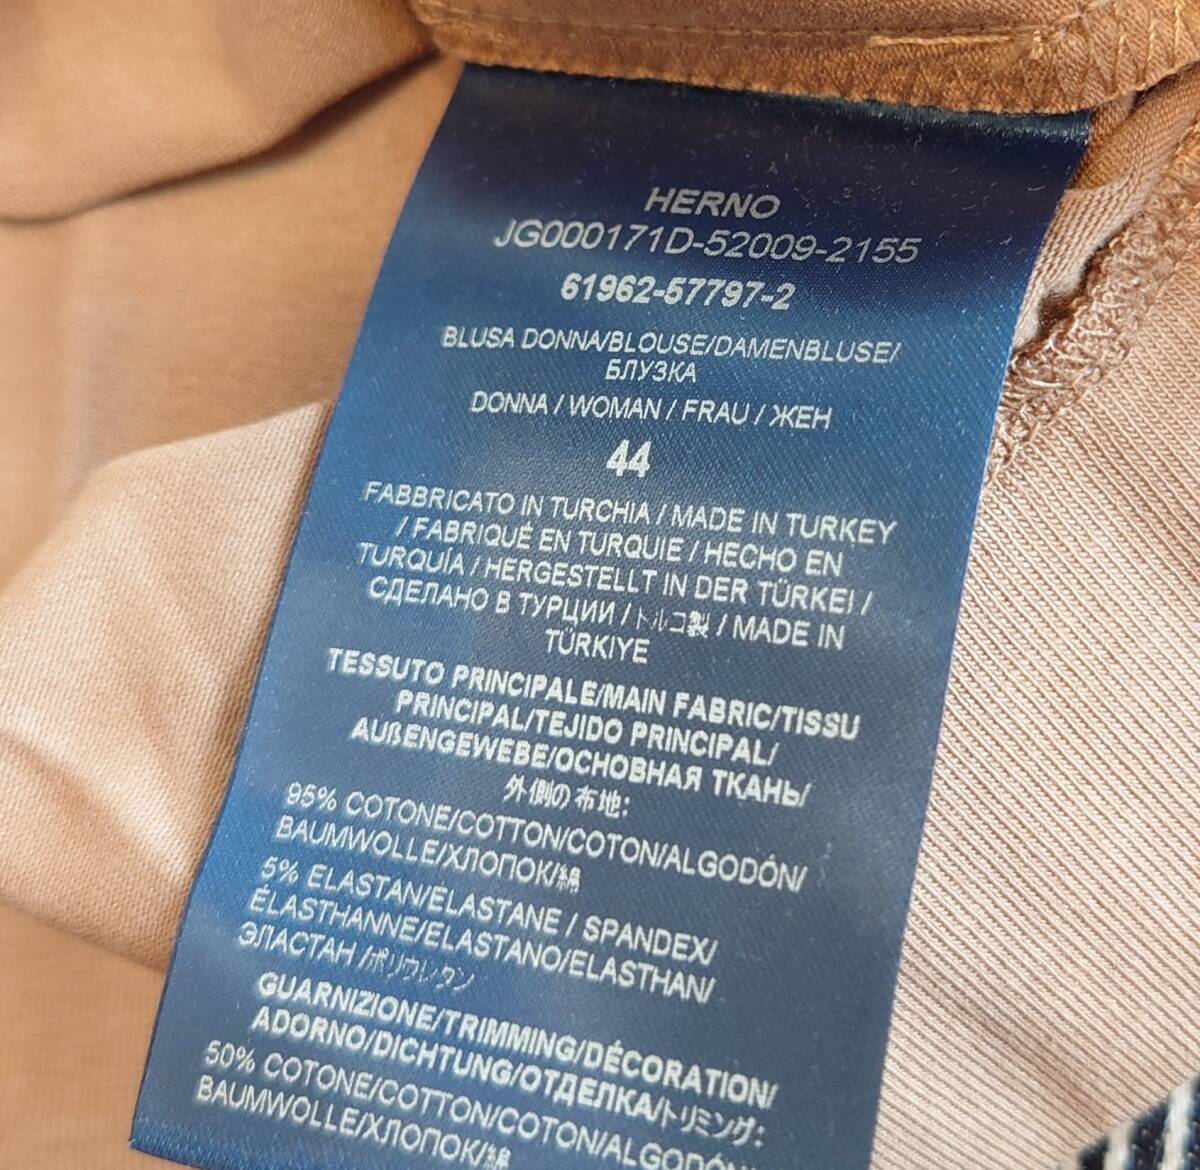 HERNO
JG000171D-52009-2155
61962-57797-2
BLUSA DONNA/BLOUSE/DAMENBLUSE/
БЛУЗКА
DONNA / WOMAN / FRAU / ЖЕН
44
FABBRICATO IN TURCHIA / MADE IN TURKEY
/ FABRIQUÉ EN TURQUIE / HECHO EN
TURQUÍA / HERGESTELLT IN DER TÜRKEI /
СДЕЛАНО В ТУРЦИИ / トルコ製 / MADE IN
TÜRKIYE
TESSUTO PRINCIPALE/MAIN FABRIC/TISSU
PRINCIPAL/TEJIDO PRINCIPAL/
AUßENGEWEBE/ОСНОВНАЯ ТКАНЬ/
外側の布地:
95% COTONE/COTTON/COTON/ALGODÓN/
BAUMWOLLE/ХЛОПОК/綿
5% ELASTAN/ELASTANE / SPANDEX/
ÉLASTHANNE/ELASTANO/ELASTHAN/
ЭЛАСТАН /ポリウレタン
GUARNIZIONE/TRIMMING/DÉCORATION/
ADORNO/DICHTUNG/ОТДЕЛКА/トリミング:
50% COTONE/COTTON/COTON/ALGODÓN/
BAUMWOLLE/ХЛОПОК/綿